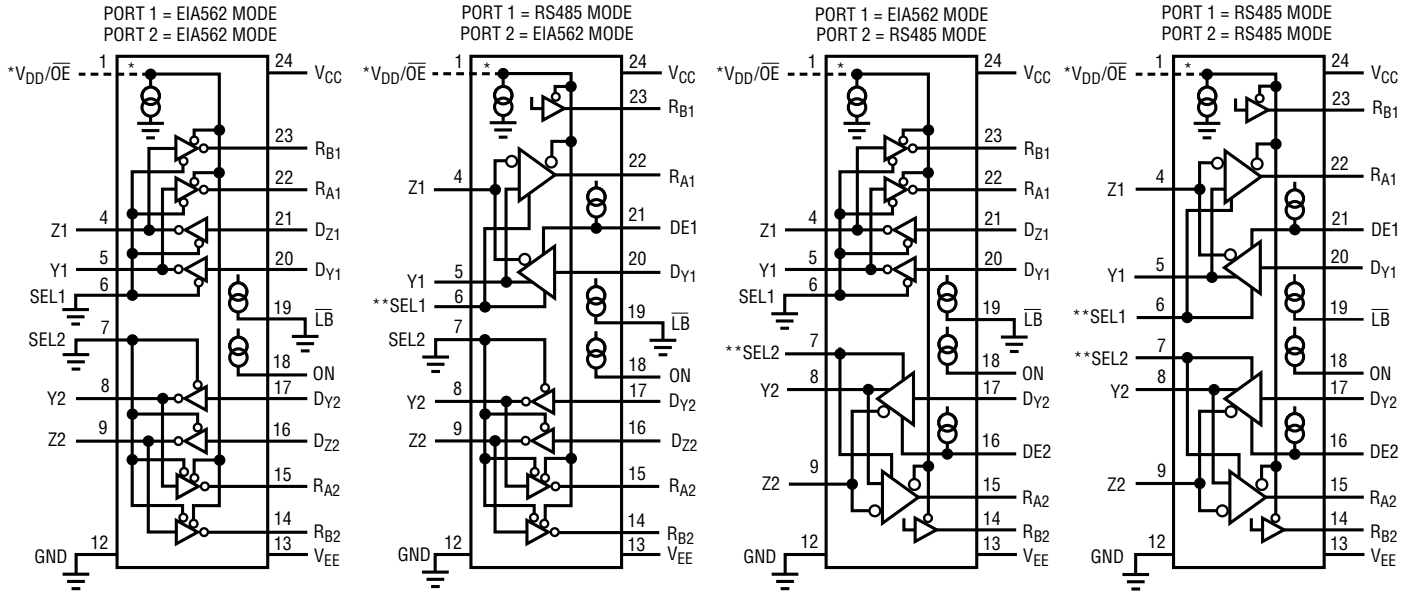 PORT 1 = EIA562 MODE
PORT 2 = EIA562 MODE
1 24
*VDD/O̅E̅ * VCC
23 RB1
22 RA1
Z1 4 21 DZ1
Y1 5 20 DY1
SEL1 6
19 L̅B̅
SEL2 7
18 ON
Y2 8 17 DY2
Z2 9 16 DZ2
15 RA2
14 RB2
GND 12 13 VEE
PORT 1 = RS485 MODE
PORT 2 = EIA562 MODE
1 24
*VDD/O̅E̅ * VCC
23 RB1
22 RA1
Z1 4
21 DE1
Y1 5 20 DY1
**SEL1 6
19 L̅B̅
SEL2 7
18 ON
Y2 8 17 DY2
Z2 9 16 DZ2
15 RA2
14 RB2
GND 12 13 VEE
PORT 1 = EIA562 MODE
PORT 2 = RS485 MODE
1 24
*VDD/O̅E̅ * VCC
23 RB1
22 RA1
Z1 4 21 DZ1
Y1 5 20 DY1
SEL1 6
19 L̅B̅
**SEL2 7
18 ON
Y2 8 17 DY2
16 DE2
Z2 9
15 RA2
14 RB2
GND 12 13 VEE
PORT 1 = RS485 MODE
PORT 2 = RS485 MODE
1 24
*VDD/O̅E̅ * VCC
23 RB1
22 RA1
Z1 4
21 DE1
Y1 5 20 DY1
**SEL1 6 19 L̅B̅
**SEL2 7
18 ON
Y2 8 17 DY2
16 DE2
Z2 9
15 RA2
14 RB2
GND 12 13 VEE